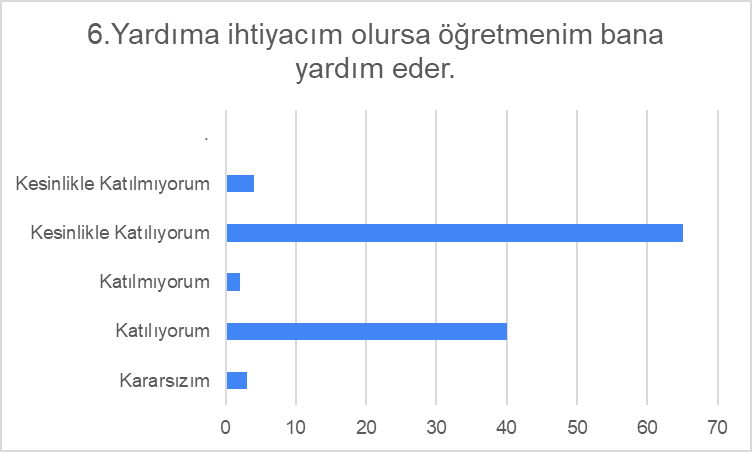 6.Yardıma ihtiyacım olursa öğretmenim bana
yardım eder.
.
Kesinlikle Katılmıyorum
Kesinlikle Katılıyorum
Katılmıyorum
Katılıyorum
Kararsızım
0 10 20 30 40 50 60 70